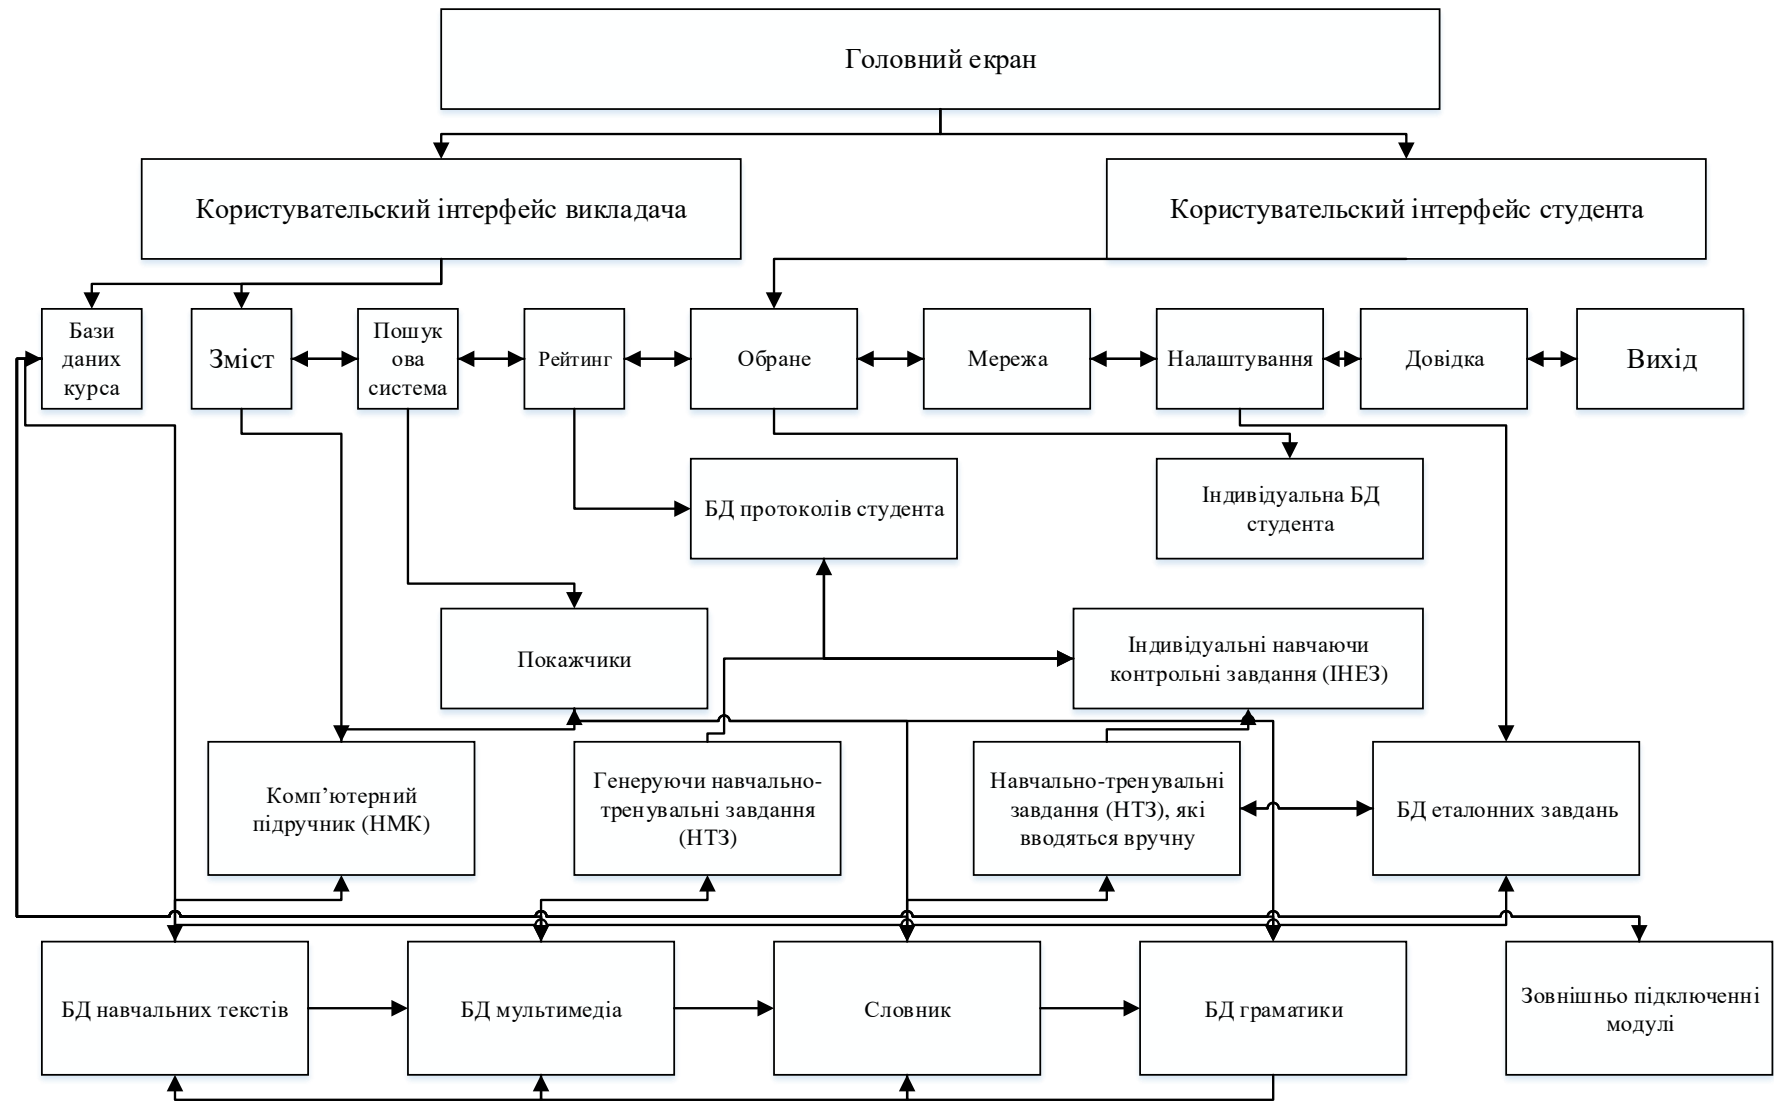 Головний екран
Користувательский інтерфейс викладача
Користувательский інтерфейс студента
Бази
даних
курса
Зміст
Пошук
ова
система
Рейтинг
Обране
Мережа
Налаштування
Довідка
Вихід
БД протоколів студента
Індивідуальна БД
студента
Покажчики
Індивідуальні навчаючи
контрольні завдання (ІНЕЗ)
Комп’ютерний
підручник (НМК)
Генеруючи навчально-
тренувальні завдання
(НТЗ)
Навчально-тренувальні
завдання (НТЗ), які
вводяться вручну
БД еталонних завдань
БД навчальних текстів
БД мультимедіа
Словник
БД граматики
Зовнішньо підключенні
модулі